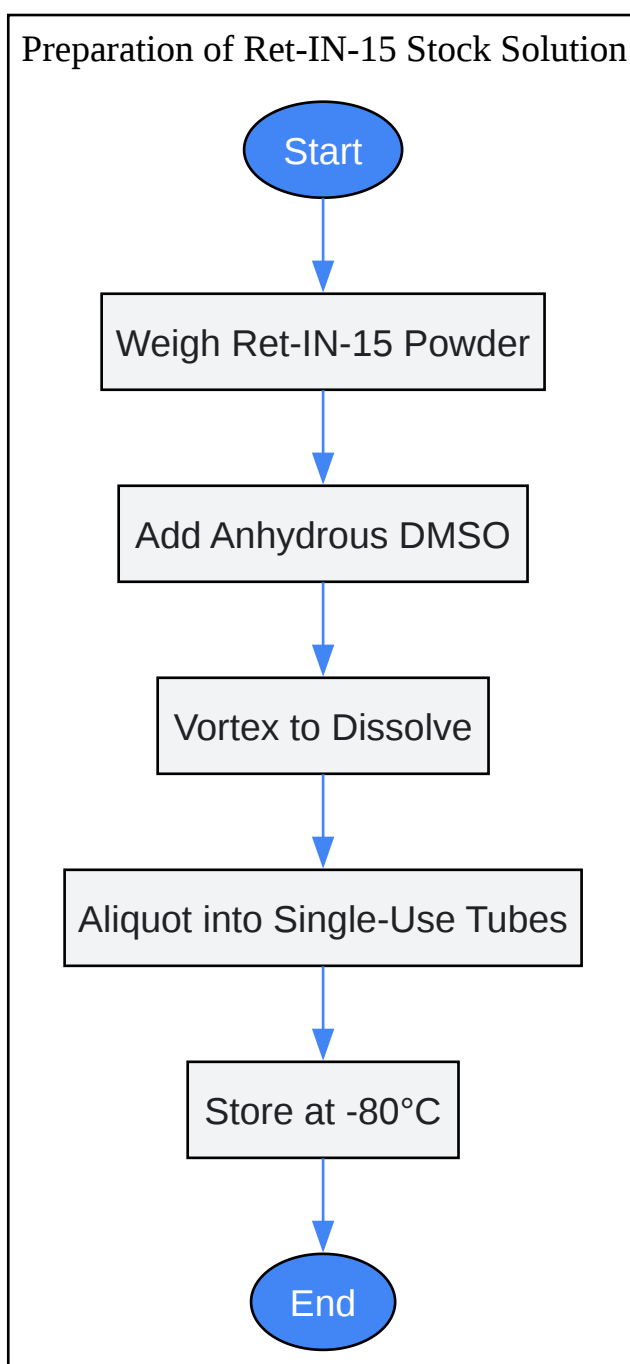 Preparation of Ret-IN-15 Stock Solution
Start
Weigh Ret-IN-15 Powder
Add Anhydrous DMSO
Vortex to Dissolve
Aliquot into Single-Use Tubes
Store at -80°C
End